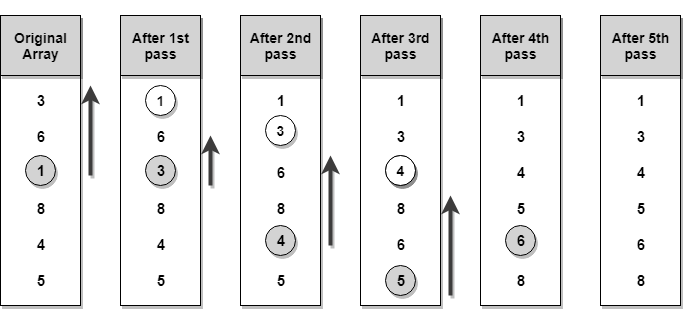 Original Array
After 1st pass
After 2nd pass
After 3rd pass
After 4th pass
After 5th pass
3 1 1 1 1 1
6 6 3 3 3 3
1 3 6 4 4 4
8 8 8 8 5 5
4 4 4 6 6 6
5 5 5 5 8 8